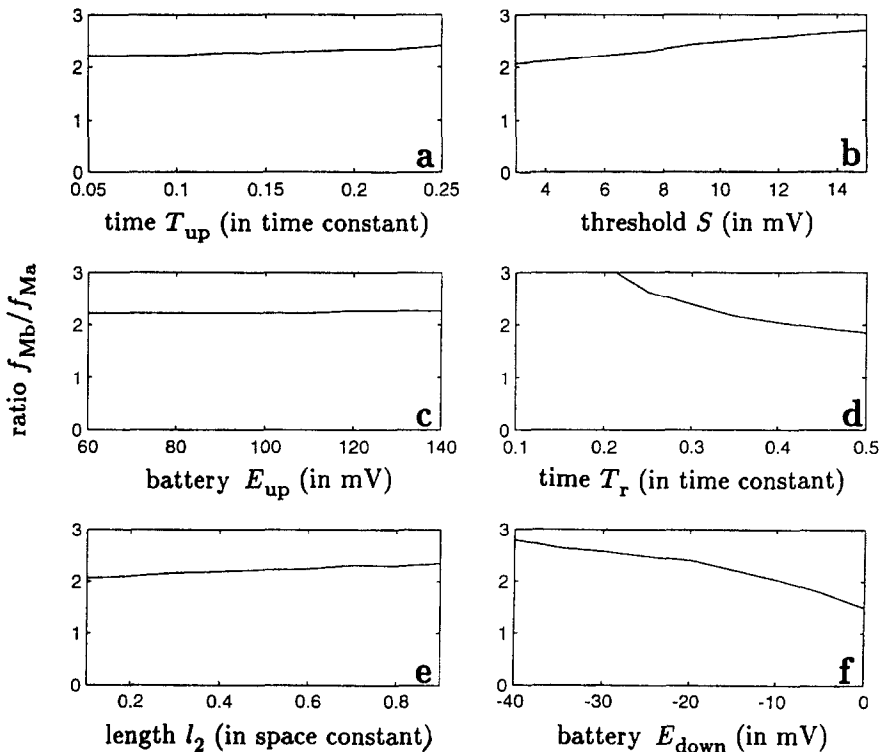 3
2
1
0
0.05 0.1 0.15 0.2 0.25
a
time T_up (in time constant)
3
2
1
0
4 6 8 10 12 14
b
threshold S (in mV)
ratio f_Mb/f_Ma
3
2
1
0
60 80 100 120 140
c
battery E_up (in mV)
3
2
1
0
0.1 0.2 0.3 0.4 0.5
d
time T_r (in time constant)
3
2
1
0
0.2 0.4 0.6 0.8
e
length l_2 (in space constant)
3
2
1
0
-40 -30 -20 -10 0
f
battery E_down (in mV)